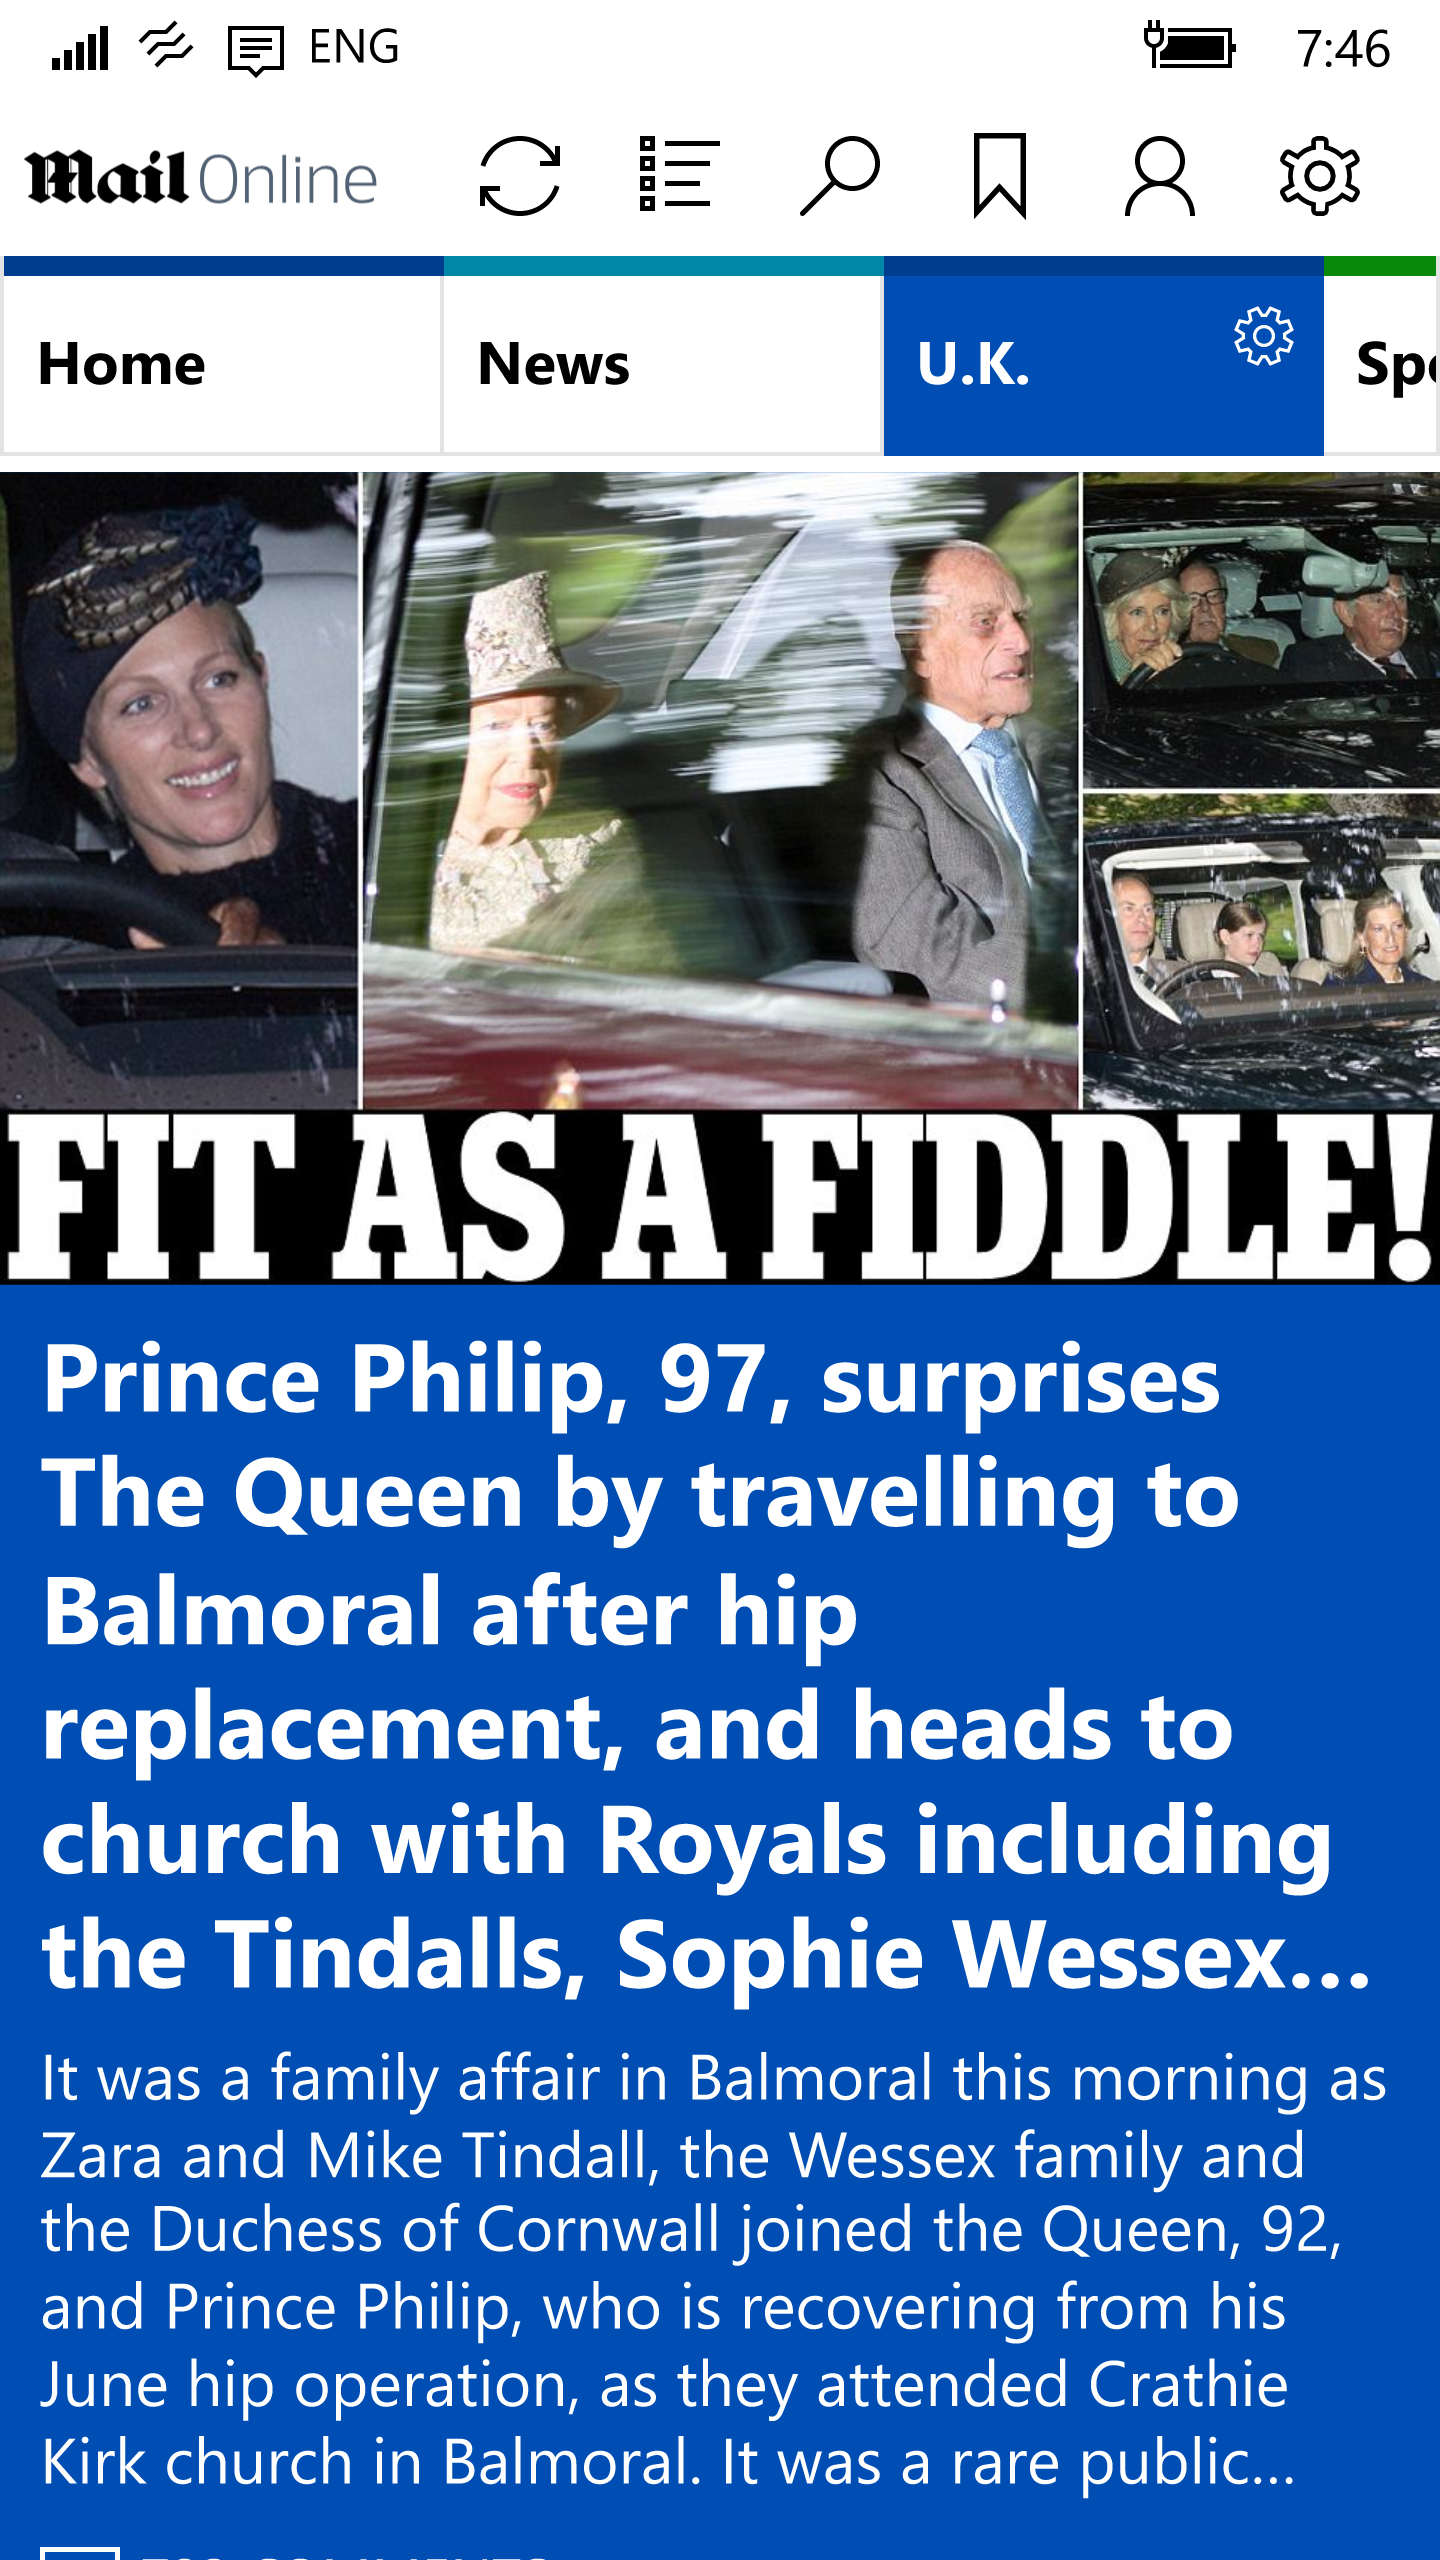 ENG
7:46
Mail Online
Home
News
U.K.
FIT AS A FIDDLE!
Prince Philip, 97, surprises
The Queen by travelling to
Balmoral after hip
replacement, and heads to
church with Royals including
the Tindalls, Sophie Wessex...
It was a family affair in Balmoral this morning as
Zara and Mike Tindall, the Wessex family and
the Duchess of Cornwall joined the Queen, 92,
and Prince Philip, who is recovering from his
June hip operation, as they attended Crathie
Kirk church in Balmoral. It was a rare public...